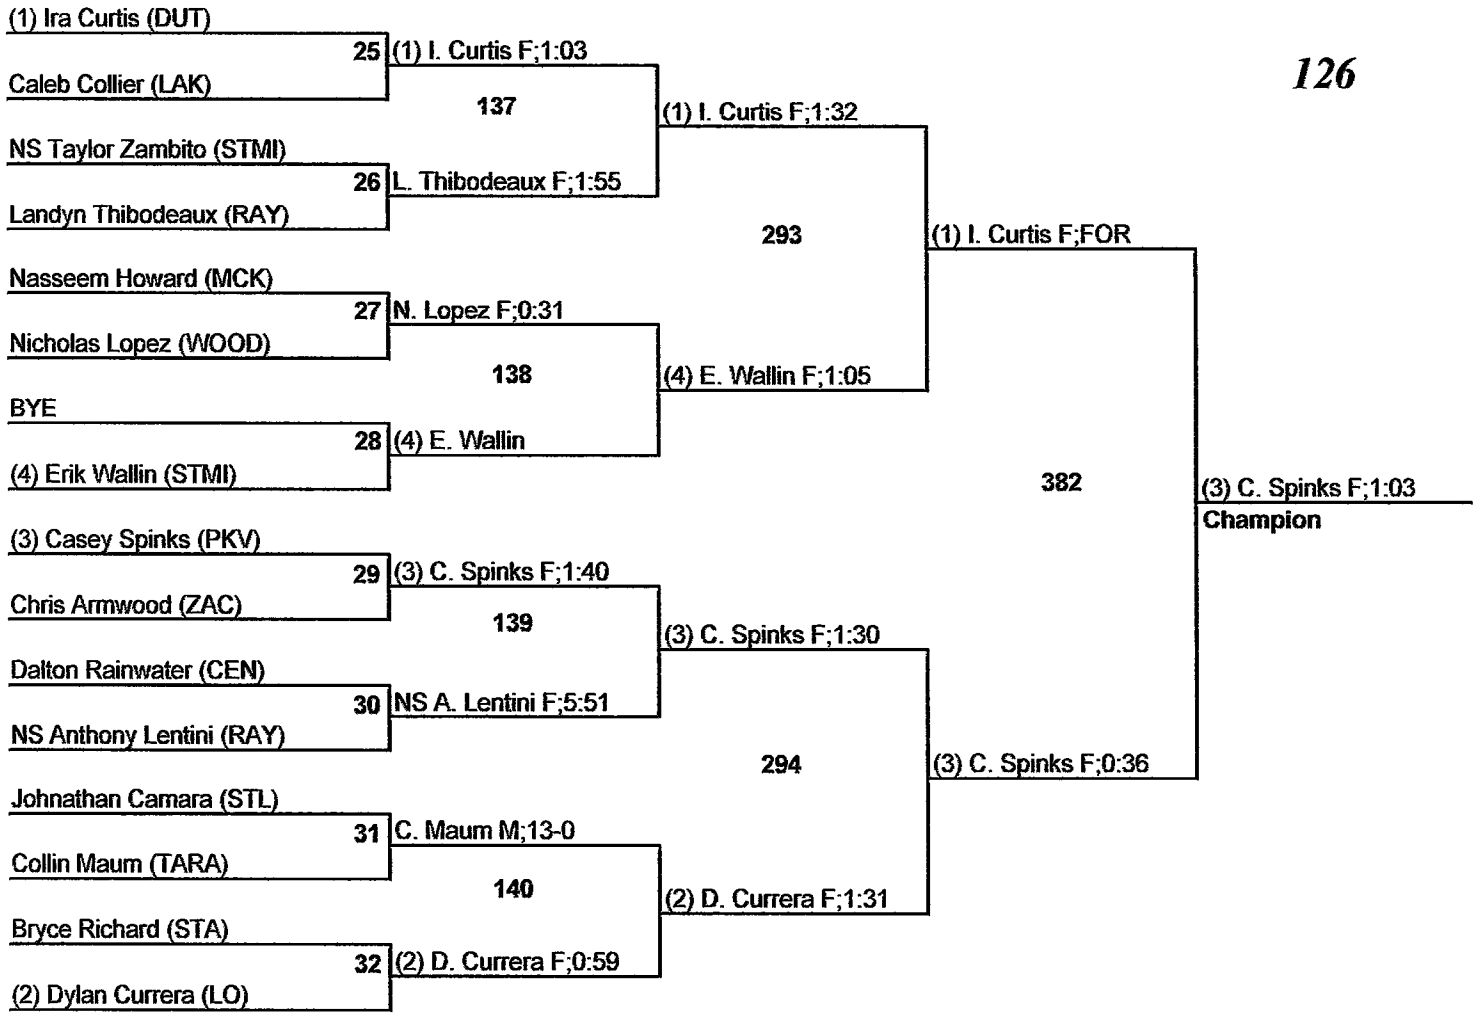 (1) Ira Curtis (DUT)
25
(1) I. Curtis F;1:03
126
Caleb Collier (LAK)
137
(1) I. Curtis F;1:32
NS Taylor Zambito (STMI)
26
L. Thibodeaux F;1:55
Landyn Thibodeaux (RAY)
293
(1) I. Curtis F;FOR
Nasseem Howard (MCK)
27
N. Lopez F;0:31
Nicholas Lopez (WOOD)
138
(4) E. Wallin F;1:05
BYE
28
(4) E. Wallin
(4) Erik Wallin (STMI)
382
(3) C. Spinks F;1:03
Champion
(3) Casey Spinks (PKV)
29
(3) C. Spinks F;1:40
Chris Armwood (ZAC)
139
(3) C. Spinks F;1:30
Dalton Rainwater (CEN)
30
NS A. Lentini F;5:51
NS Anthony Lentini (RAY)
294
(3) C. Spinks F;0:36
Johnathan Camara (STL)
31
C. Maum M;13-0
Collin Maum (TARA)
140
(2) D. Currera F;1:31
Bryce Richard (STA)
32
(2) D. Currera F;0:59
(2) Dylan Currera (LO)